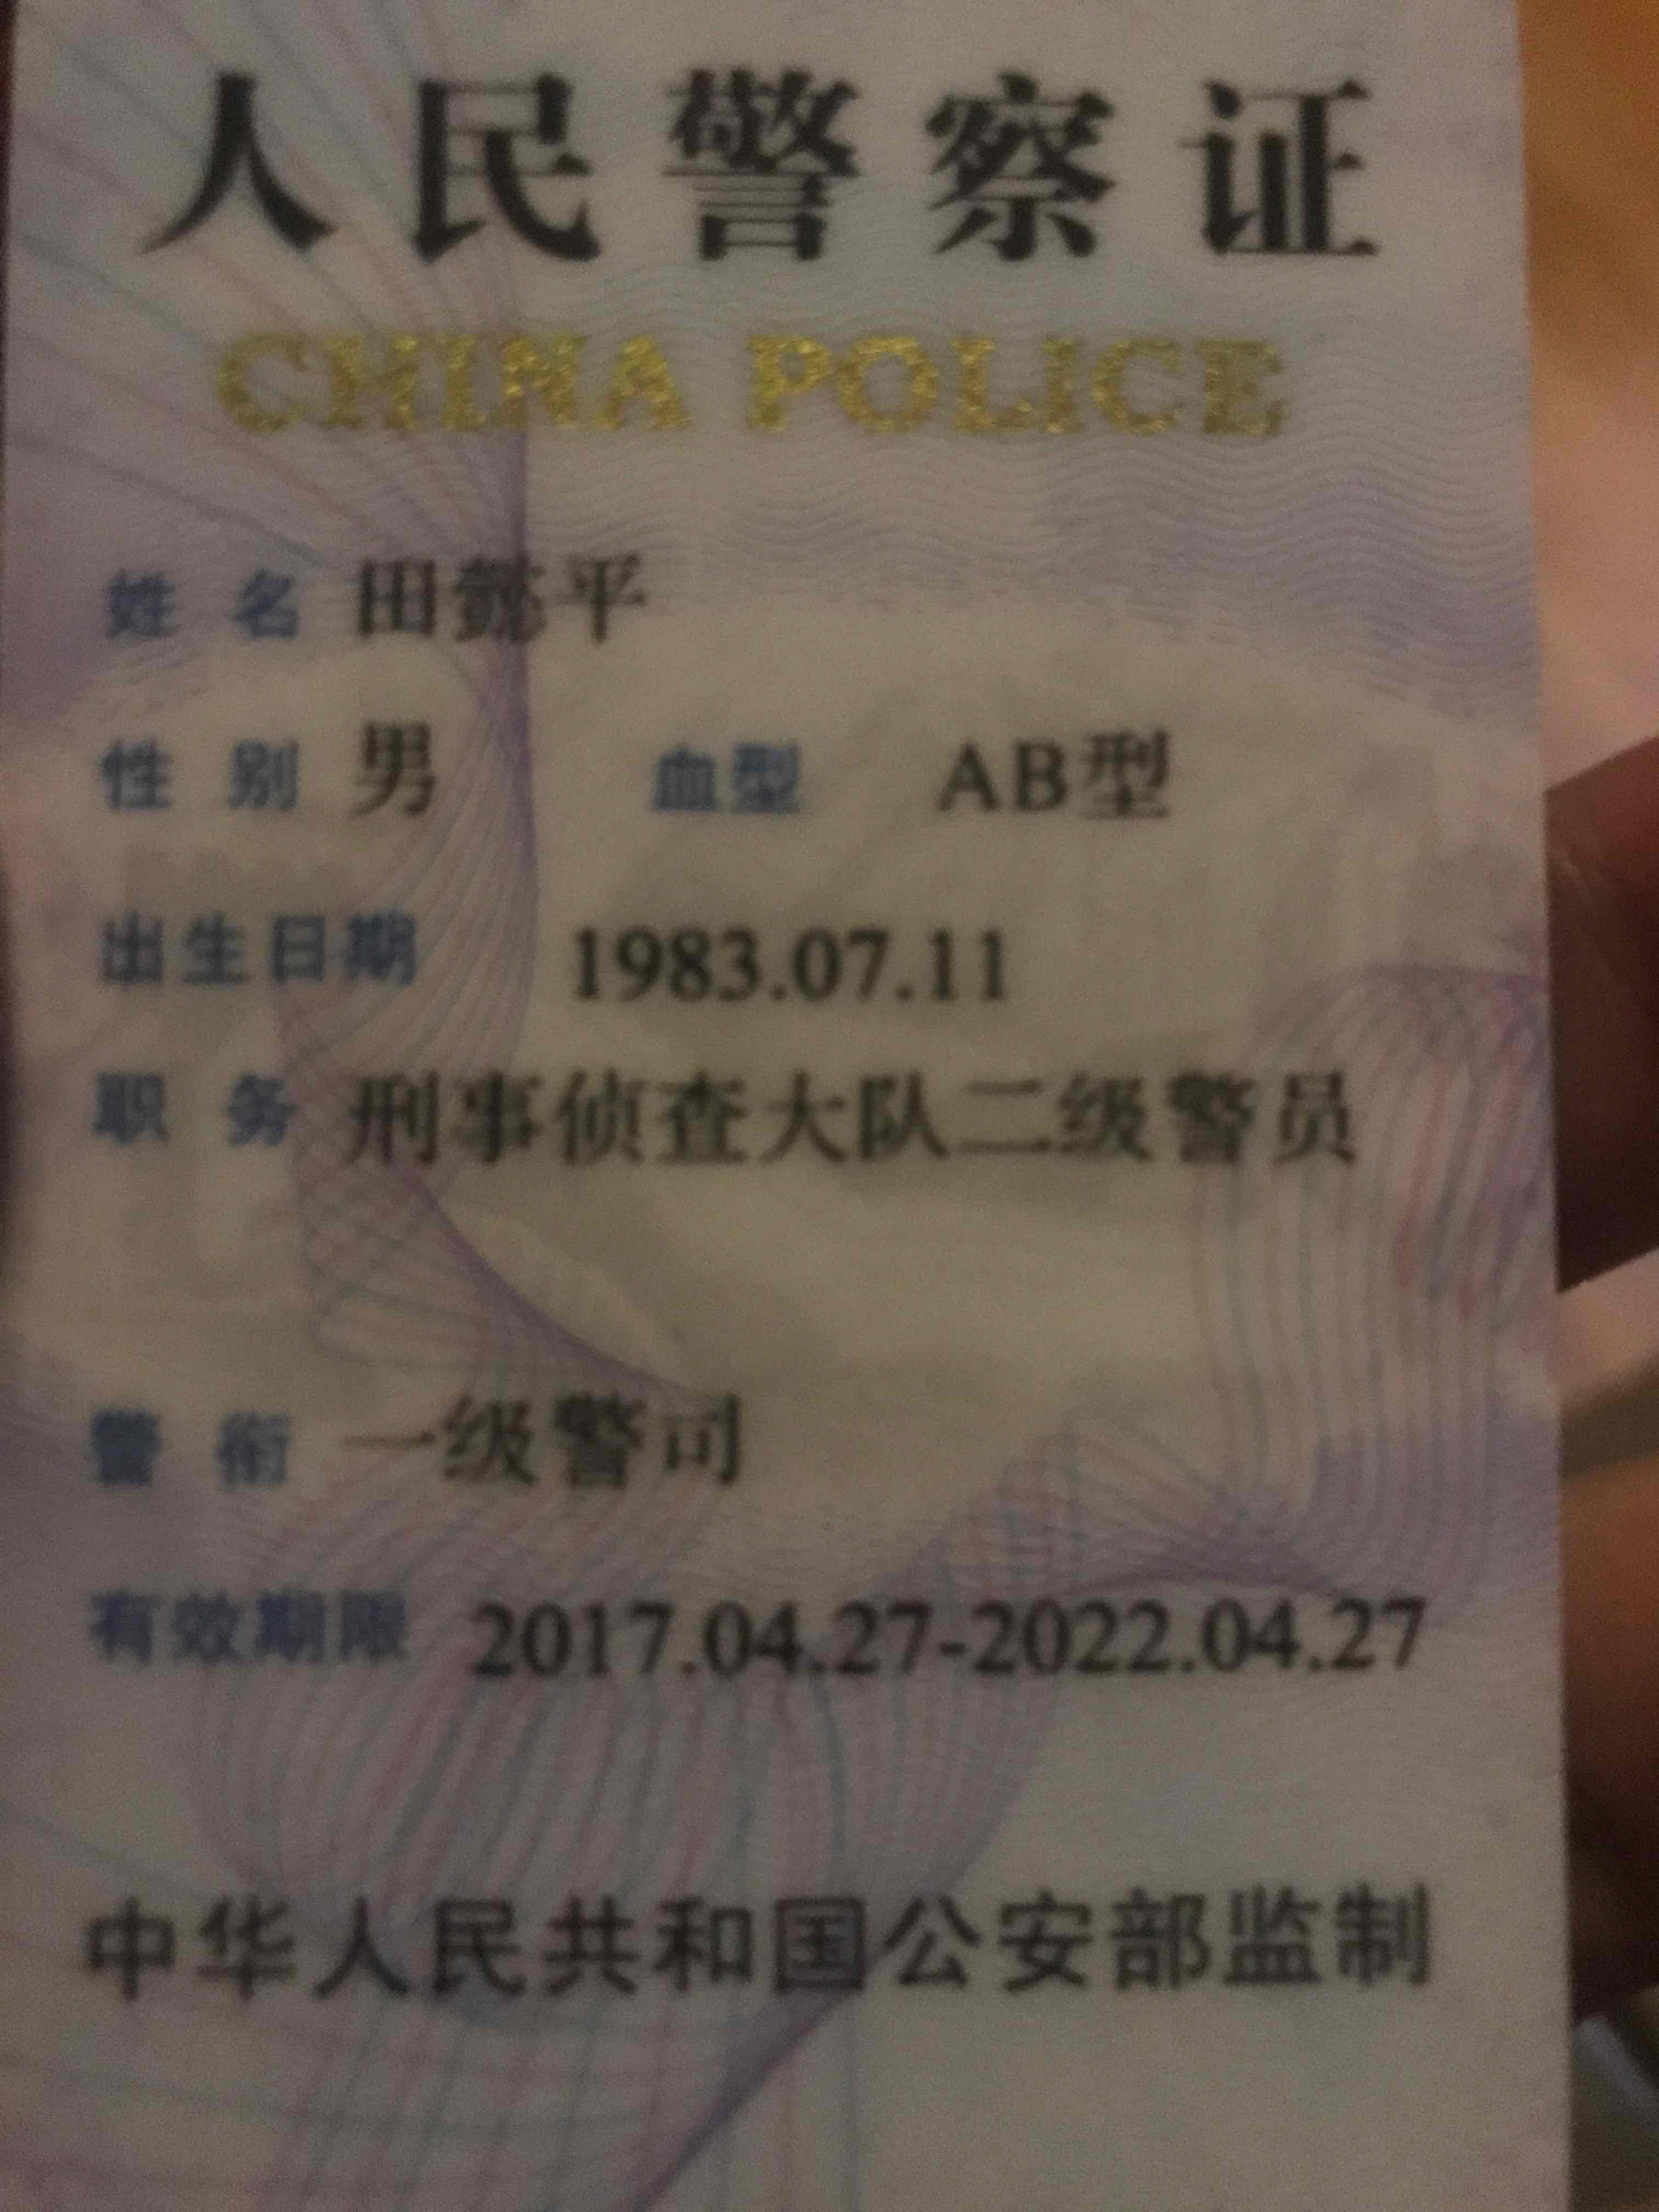 人民警察证
CHINA POLICE
姓名 田懿平
性别 男 血型 AB型
出生日期 1983.07.11
职务 刑事侦查大队二级警员
警衔 一级警司
有效期限 2017.04.27-2022.04.27
中华人民共和国公安部监制